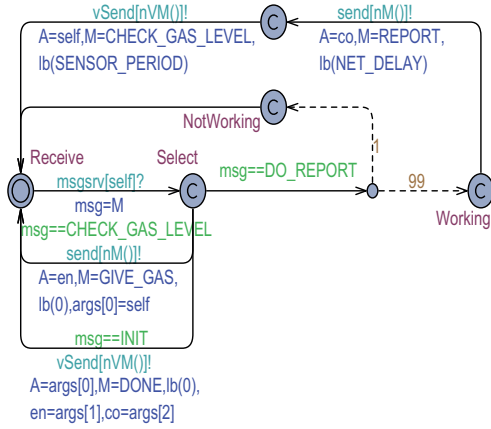 vSend[nVM()]!
C
send[nM()]!
A=self,M=CHECK_GAS_LEVEL,
lb(SENSOR_PERIOD)
A=co,M=REPORT,
lb(NET_DELAY)
C
NotWorking
1
Receive
Select
msg==DO_REPORT
msgsrv[self]?
C
99
C
msg=M
Working
msg==CHECK_GAS_LEVEL
send[nM()]!
A=en,M=GIVE_GAS,
lb(0),args[0]=self
msg==INIT
vSend[nVM()]!
A=args[0],M=DONE,lb(0),
en=args[1],co=args[2]